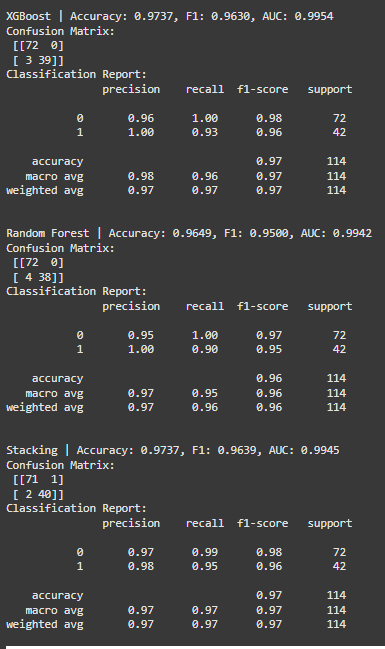 XGBoost | Accuracy: 0.9737, F1: 0.9630, AUC: 0.9954
Confusion Matrix:
[[72  0]
[ 3 39]]
Classification Report:
precision    recall  f1-score   support
0       0.96      1.00      0.98        72
1       1.00      0.93      0.96        42
accuracy                           0.97       114
macro avg       0.98      0.96      0.97       114
weighted avg       0.97      0.97      0.97       114
Random Forest | Accuracy: 0.9649, F1: 0.9500, AUC: 0.9942
Confusion Matrix:
[[72  0]
[ 4 38]]
Classification Report:
precision    recall  f1-score   support
0       0.95      1.00      0.97        72
1       1.00      0.90      0.95        42
accuracy                           0.96       114
macro avg       0.97      0.95      0.96       114
weighted avg       0.97      0.96      0.96       114
Stacking | Accuracy: 0.9737, F1: 0.9639, AUC: 0.9945
Confusion Matrix:
[[71  1]
[ 2 40]]
Classification Report:
precision    recall  f1-score   support
0       0.97      0.99      0.98        72
1       0.98      0.95      0.96        42
accuracy                           0.97       114
macro avg       0.97      0.97      0.97       114
weighted avg       0.97      0.97      0.97       114